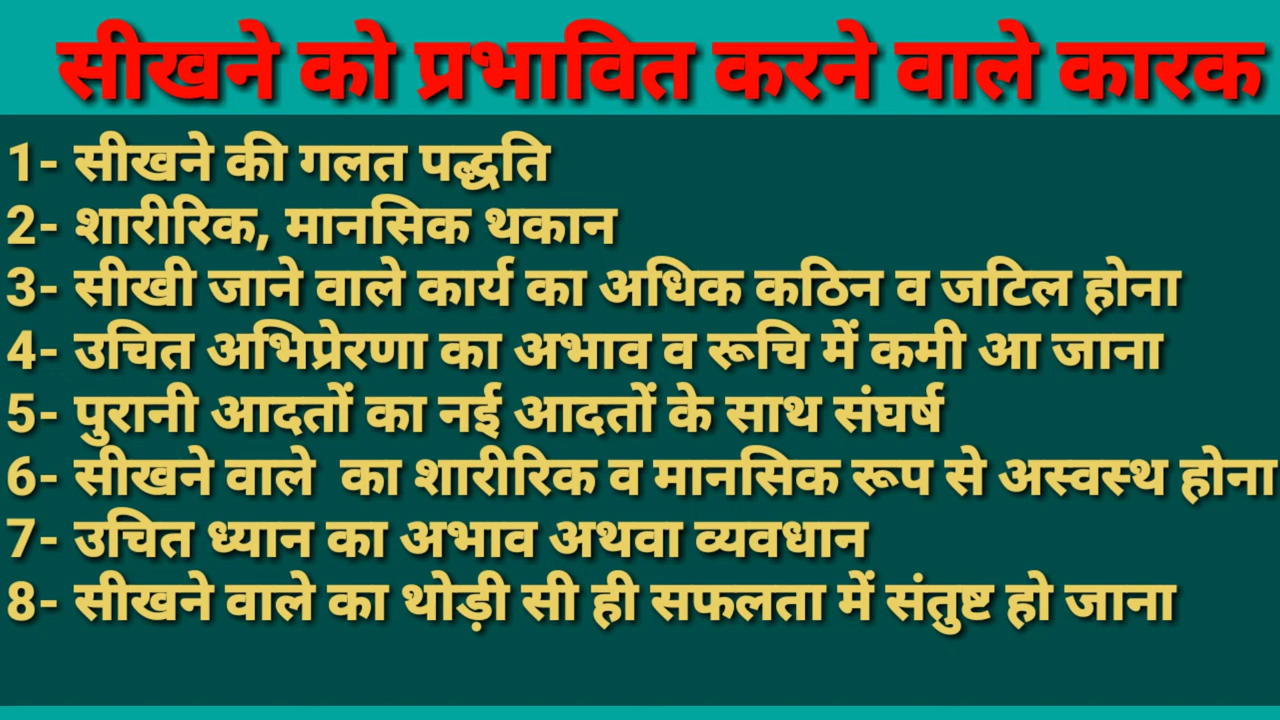 सीखने को प्रभावित करने वाले कारक
1- सीखने की गलत पद्धति
2- शारीरिक, मानसिक थकान
3- सीखी जाने वाले कार्य का अधिक कठिन व जटिल होना
4- उचित अभिप्रेरणा का अभाव व रूचि में कमी आ जाना
5- पुरानी आदतों का नई आदतों के साथ संघर्ष
6- सीखने वाले  का शारीरिक व मानसिक रूप से अस्वस्थ होना
7- उचित ध्यान का अभाव अथवा व्यवधान
8- सीखने वाले का थोड़ी सी ही सफलता में संतुष्ट हो जाना